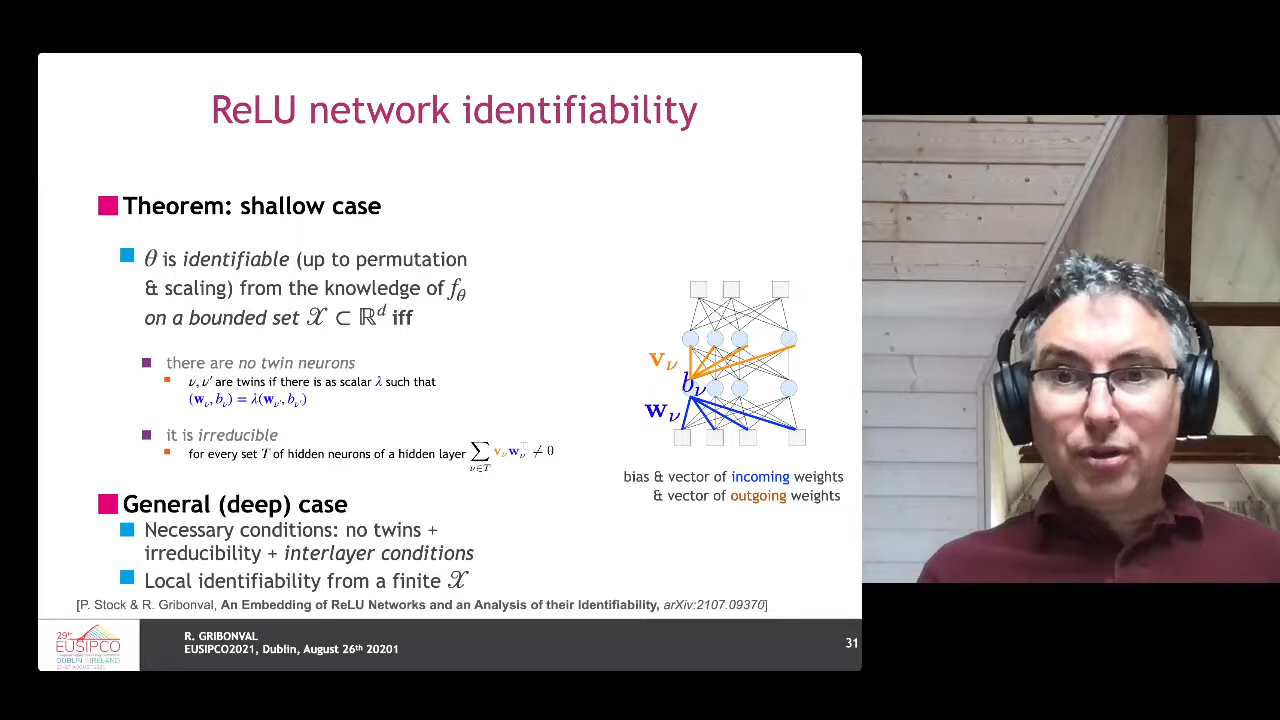 ReLU network identifiability
Theorem: shallow case
θ is identifiable (up to permutation
& scaling) from the knowledge of f_θ
on a bounded set 𝒳 ⊂ ℝ^d iff
there are no twin neurons
ν, ν′ are twins if there is as scalar λ such that
(w_ν, b_ν) = λ(w_ν′, b_ν′)
it is irreducible
for every set T of hidden neurons of a hidden layer ∑_{ν∈T} v_ν w_ν^⊤ ≠ 0
v_ν
b_ν
w_ν
bias & vector of incoming weights
& vector of outgoing weights
General (deep) case
Necessary conditions: no twins +
irreducibility + interlayer conditions
Local identifiability from a finite 𝒳
[P. Stock & R. Gribonval, An Embedding of ReLU Networks and an Analysis of their Identifiability, arXiv:2107.09370]
29th
EUSIPCO
DUBLIN IRELAND
R. GRIBONVAL
EUSIPCO2021, Dublin, August 26th 20201
31